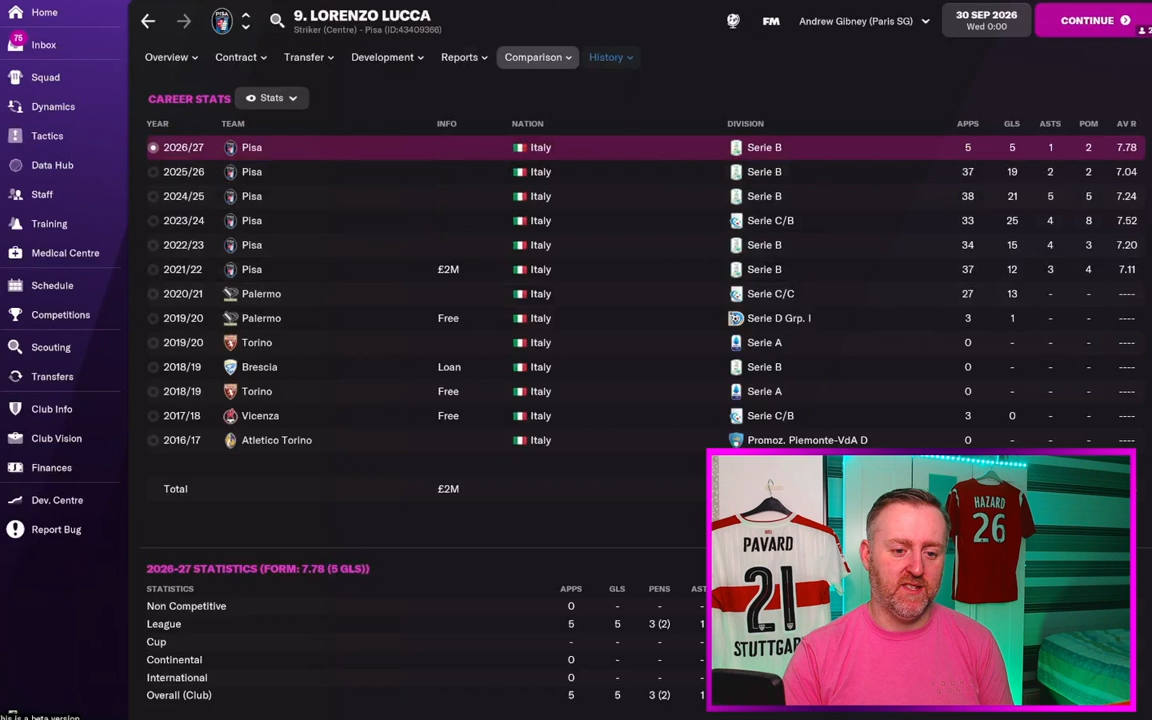 Home
75
Inbox
Squad
Dynamics
Tactics
Data Hub
Staff
Training
Medical Centre
Schedule
Competitions
Scouting
Transfers
Club Info
Club Vision
Finances
Dev. Centre
Report Bug
This is a beta version
9. LORENZO LUCCA
Striker (Centre) - Pisa (ID:43409366)
FM
Andrew Gibney (Paris SG)
30 SEP 2026
Wed 0:00
CONTINUE
2
Overview Contract Transfer Development Reports Comparison History
CAREER STATS Stats
YEAR TEAM INFO NATION DIVISION APPS GLS ASTS POM AV R
2026/27 Pisa Italy Serie B 5 5 1 2 7.78
2025/26 Pisa Italy Serie B 37 19 2 2 7.04
2024/25 Pisa Italy Serie B 38 21 5 5 7.24
2023/24 Pisa Italy Serie C/B 33 25 4 8 7.52
2022/23 Pisa Italy Serie B 34 15 4 3 7.20
2021/22 Pisa £2M Italy Serie B 37 12 3 4 7.11
2020/21 Palermo Italy Serie C/C 27 13 - - ----
2019/20 Palermo Free Italy Serie D Grp. I 3 1 - - ----
2019/20 Torino Italy Serie A 0 - - - ----
2018/19 Brescia Loan Italy Serie B 0 - - - ----
2018/19 Torino Free Italy Serie A 0 - - - ----
2017/18 Vicenza Free Italy Serie C/B 3 0 - - ----
2016/17 Atletico Torino Italy Promoz. Piemonte-VdA D 0 - - - ----
Total £2M
2026-27 STATISTICS (FORM: 7.78 (5 GLS))
STATISTICS APPS GLS PENS AST
Non Competitive 0 - - -
League 5 5 3 (2) 1
Cup - - - -
Continental 0 - - -
International 0 - - -
Overall (Club) 5 5 3 (2) 1
PAVARD
21
STUTTGAR
HAZARD
26